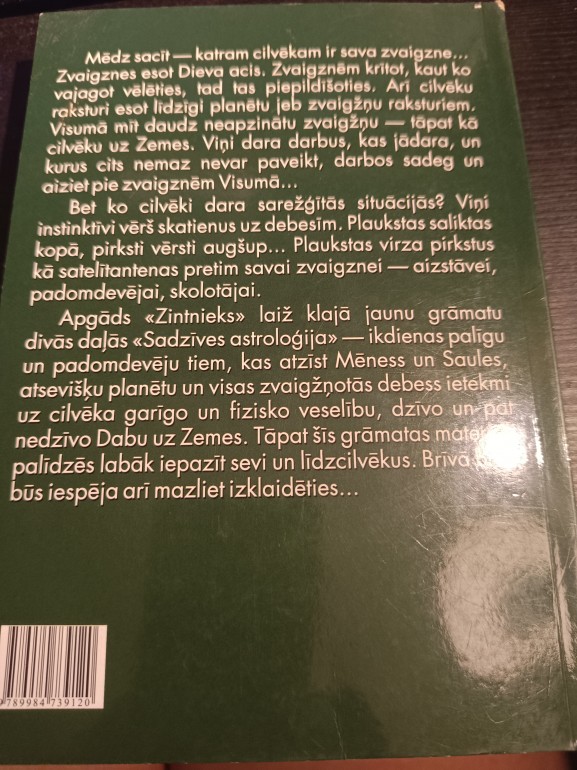 Mēdz sacīt — katram cilvēkam ir sava zvaigzne...
Zvaigznes esot Dieva acis. Zvaigznēm krītot, kaut ko
vajagot vēlēties, tad tas piepildīšoties. Arī cilvēku
raksturi esot līdzīgi planētu jeb zvaigžņu raksturiem.
Visumā mīt daudz neapzinātu zvaigžņu — tāpat kā
cilvēku uz Zemes. Viņi dara darbus, kas jādara, un
kurus cits nemaz nevar paveikt, darbos sadeg un
aiziet pie zvaigznēm Visumā...
Bet ko cilvēki dara sarežģītās situācijās? Viņi
instinktīvi vērš skatienus uz debesīm. Plaukstas saliktas
kopā, pirksti vērsti augšup... Plaukstas virza pirkstus
kā satelītantenas pretim savai zvaigznei — aizstāvei,
padomdevējai, skolotājai.
Apgāds «Zintnieks» laiž klajā jaunu grāmatu
divās daļās «Sadzīves astroloģija» — ikdienas palīgu
un padomdevēju tiem, kas atzīst Mēness un Saules,
atsevišķu planētu un visas zvaigžņotās debess ietekmi
uz cilvēka garīgo un fizisko veselību, dzīvo un pat
nedzīvo Dabu uz Zemes. Tāpat šīs grāmatas
palīdzēs labāk iepazīt sevi un līdzcilvēkus. Brīvā
būs iespēja arī mazliet izklaidēties...
9789984739120